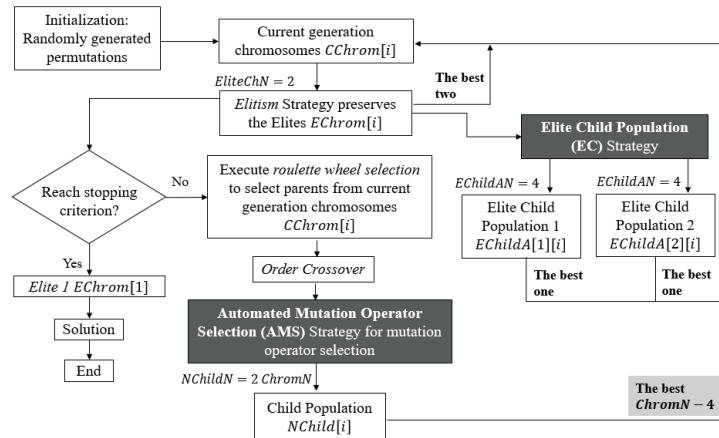 Initialization:
Randomly generated
permutations
Current generation
chromosomes CChrom[i]
EliteChN = 2
The best
two
Elitism Strategy preserves
the Elites EChrom[i]
Elite Child Population
(EC) Strategy
EChildAN = 4
EChildAN = 4
Elite Child
Population 1
EChildA[1][i]
Elite Child
Population 2
EChildA[2][i]
The best
one
The best
one
Reach stopping
criterion?
No
Yes
Execute roulette wheel selection
to select parents from current
generation chromosomes
CChrom[i]
Order Crossover
Elite 1 EChrom[1]
Solution
End
Automated Mutation Operator
Selection (AMS) Strategy for mutation
operator selection
NChildN = 2 ChromN
Child Population
NChild[i]
The best
ChromN − 4